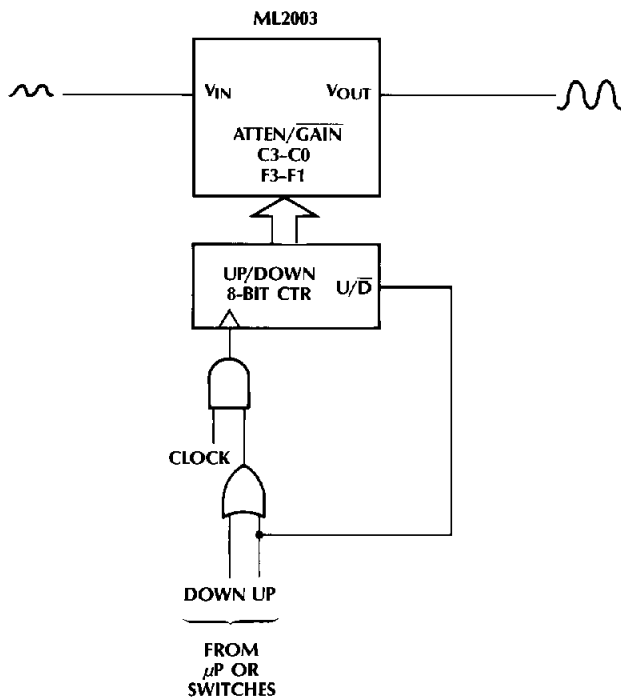 ML2003
VIN
VOUT
ATTEN/G̅A̅I̅N̅
C3-C0
F3-F1
UP/DOWN
8-BIT CTR
U/D̅
CLOCK
DOWN UP
FROM
μP OR
SWITCHES